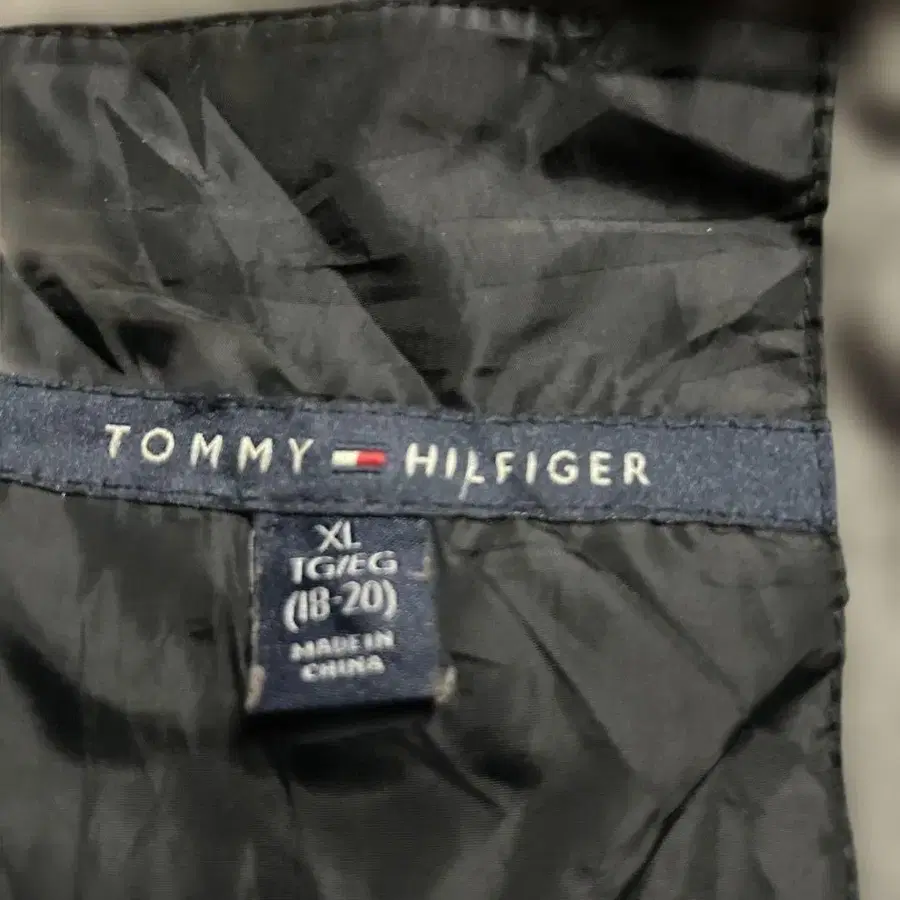 TOMMY HILFIGER
XL
TG/EG
(18-20)
MADE IN
CHINA